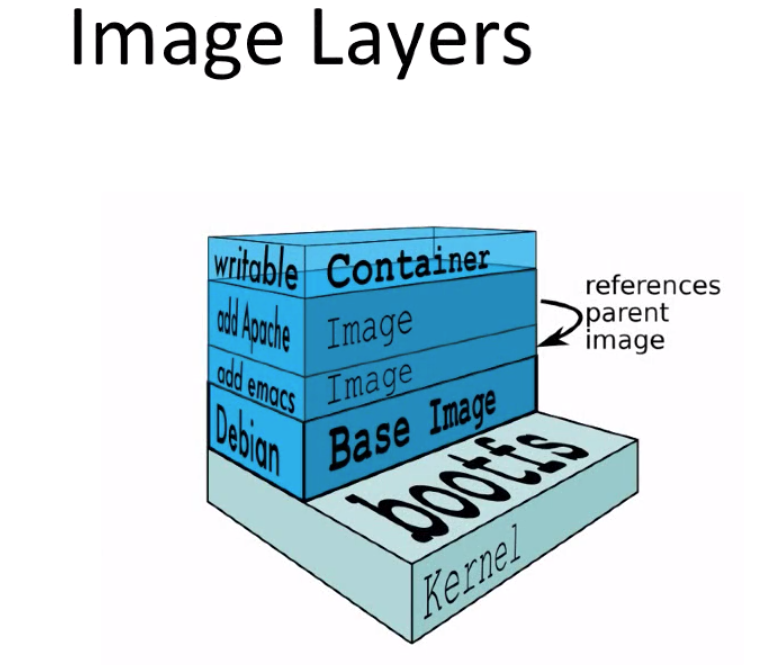 Image Layers
writable Container
add Apache Image
references
parent
image
add emacs Image
Debian Base Image
bootfs
Kernel